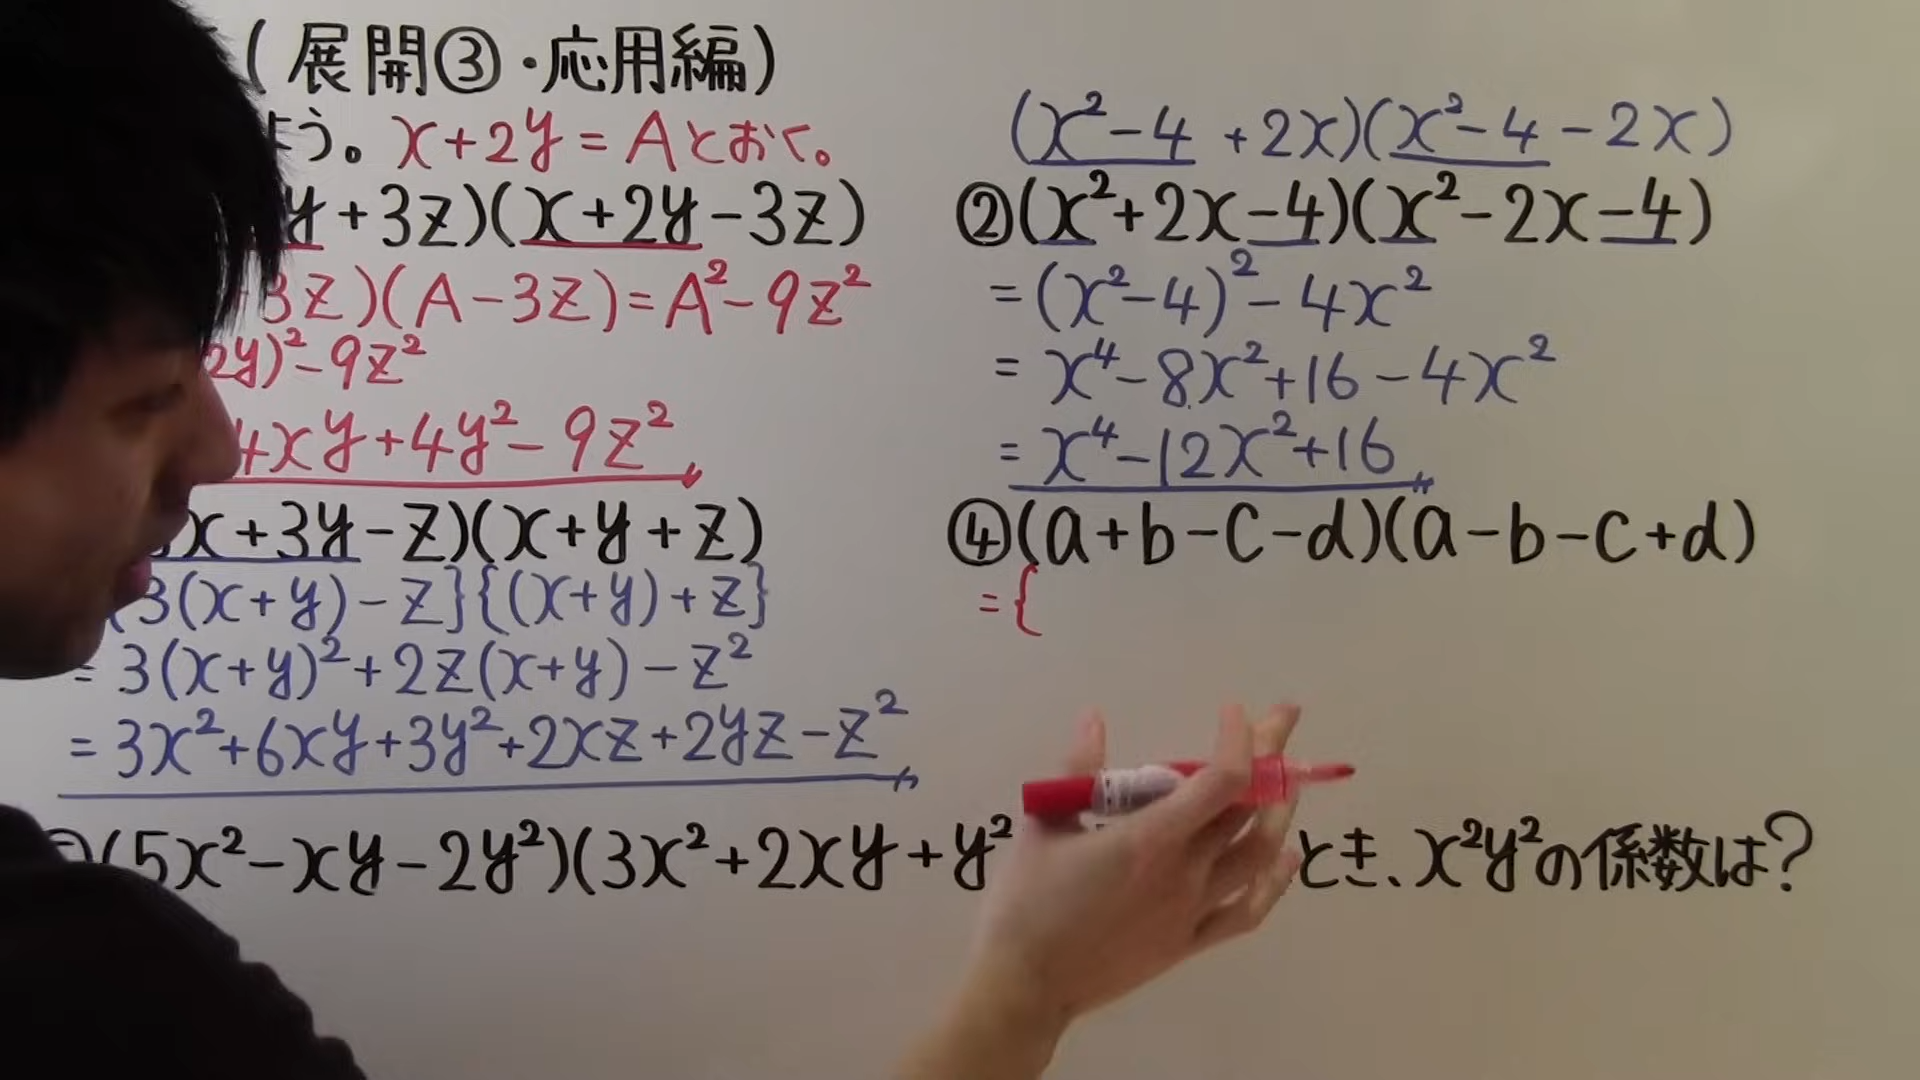 (展開③・応用編)
よう。x+2y=Aとおく。
y+3z)(x+2y-3z)
+3z)(A-3z)=A²-9z²
2y)²-9z²
4xy+4y²-9z²
x+3y-z)(x+y+z)
3(x+y)-z}{(x+y)+z}
=3(x+y)²+2z(x+y)-z²
=3x²+6xy+3y²+2xz+2yz-z²
(x²-4+2x)(x²-4-2x)
②(x²+2x-4)(x²-2x-4)
=(x²-4)²-4x²
=x⁴-8x²+16-4x²
=x⁴-12x²+16
④(a+b-c-d)(a-b-c+d)
={
(5x²-xy-2y²)(3x²+2xy+y² とき、x²y²の係数は?